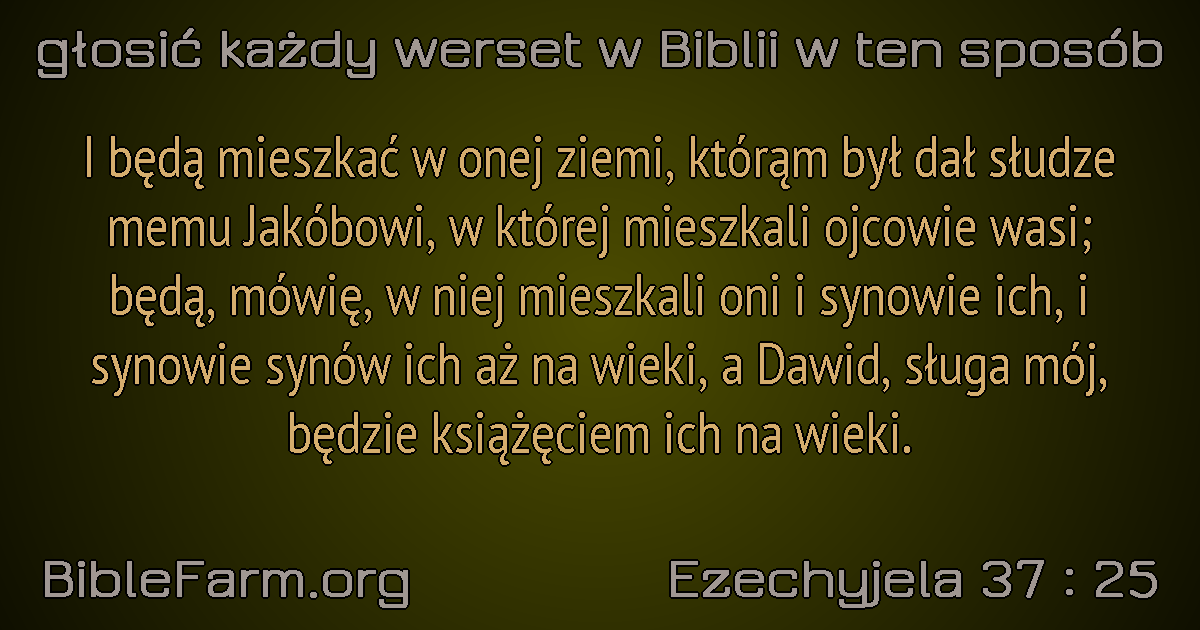 głosić każdy werset w Biblii w ten sposób
I będą mieszkać w onej ziemi, którąm był dał słudze
memu Jakóbowi, w której mieszkali ojcowie wasi;
będą, mówię, w niej mieszkali oni i synowie ich, i
synowie synów ich aż na wieki, a Dawid, sługa mój,
będzie książęciem ich na wieki.
BibleFarm.org
Ezechyjela 37 : 25